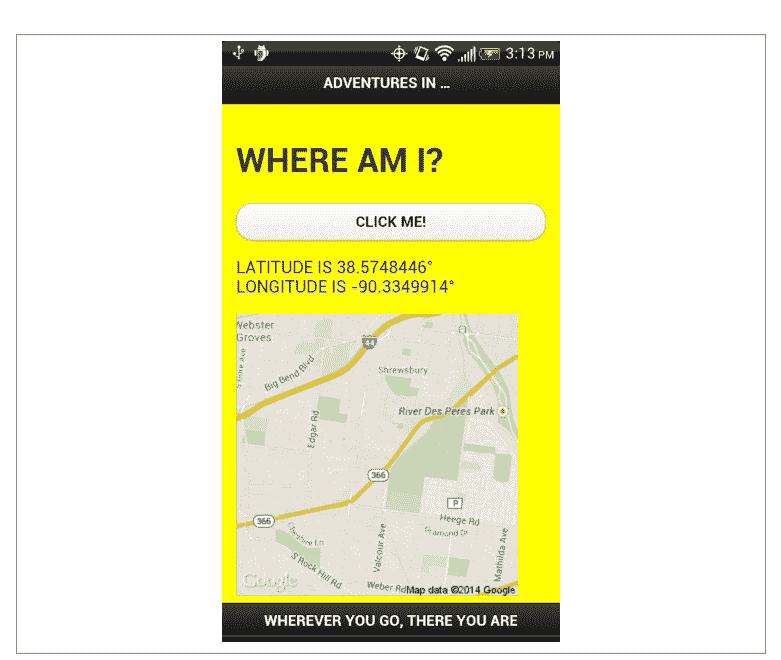 3:13 PM
ADVENTURES IN …
WHERE AM I?
CLICK ME!
LATITUDE IS 38.5748446°
LONGITUDE IS -90.3349914°
Webster
Groves
44
Big Bend Blvd
Shrewsbury
River Des Peres Park
Edgar Rd
366
P
Heege Rd
366
Cheshire Ln
Valcour Ave
Mathilda Ave
S Rock Hill Rd
Weber Rd
Google
Map data ©2014 Google
WHEREVER YOU GO, THERE YOU ARE